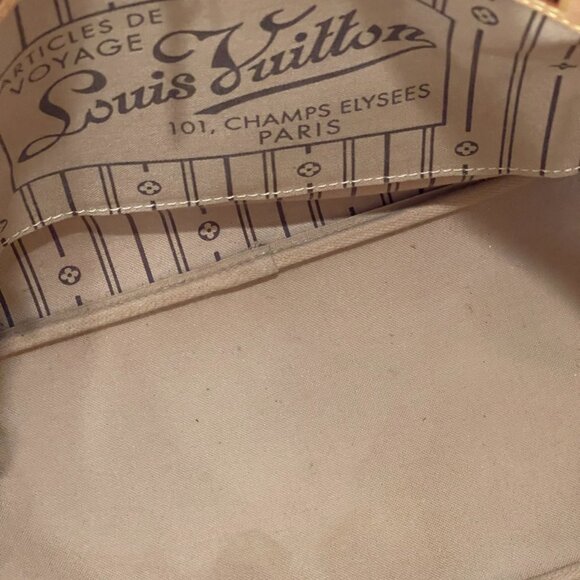 ARTICLES DE
VOYAGE
Louis Vuitton
101, CHAMPS ELYSEES
PARIS